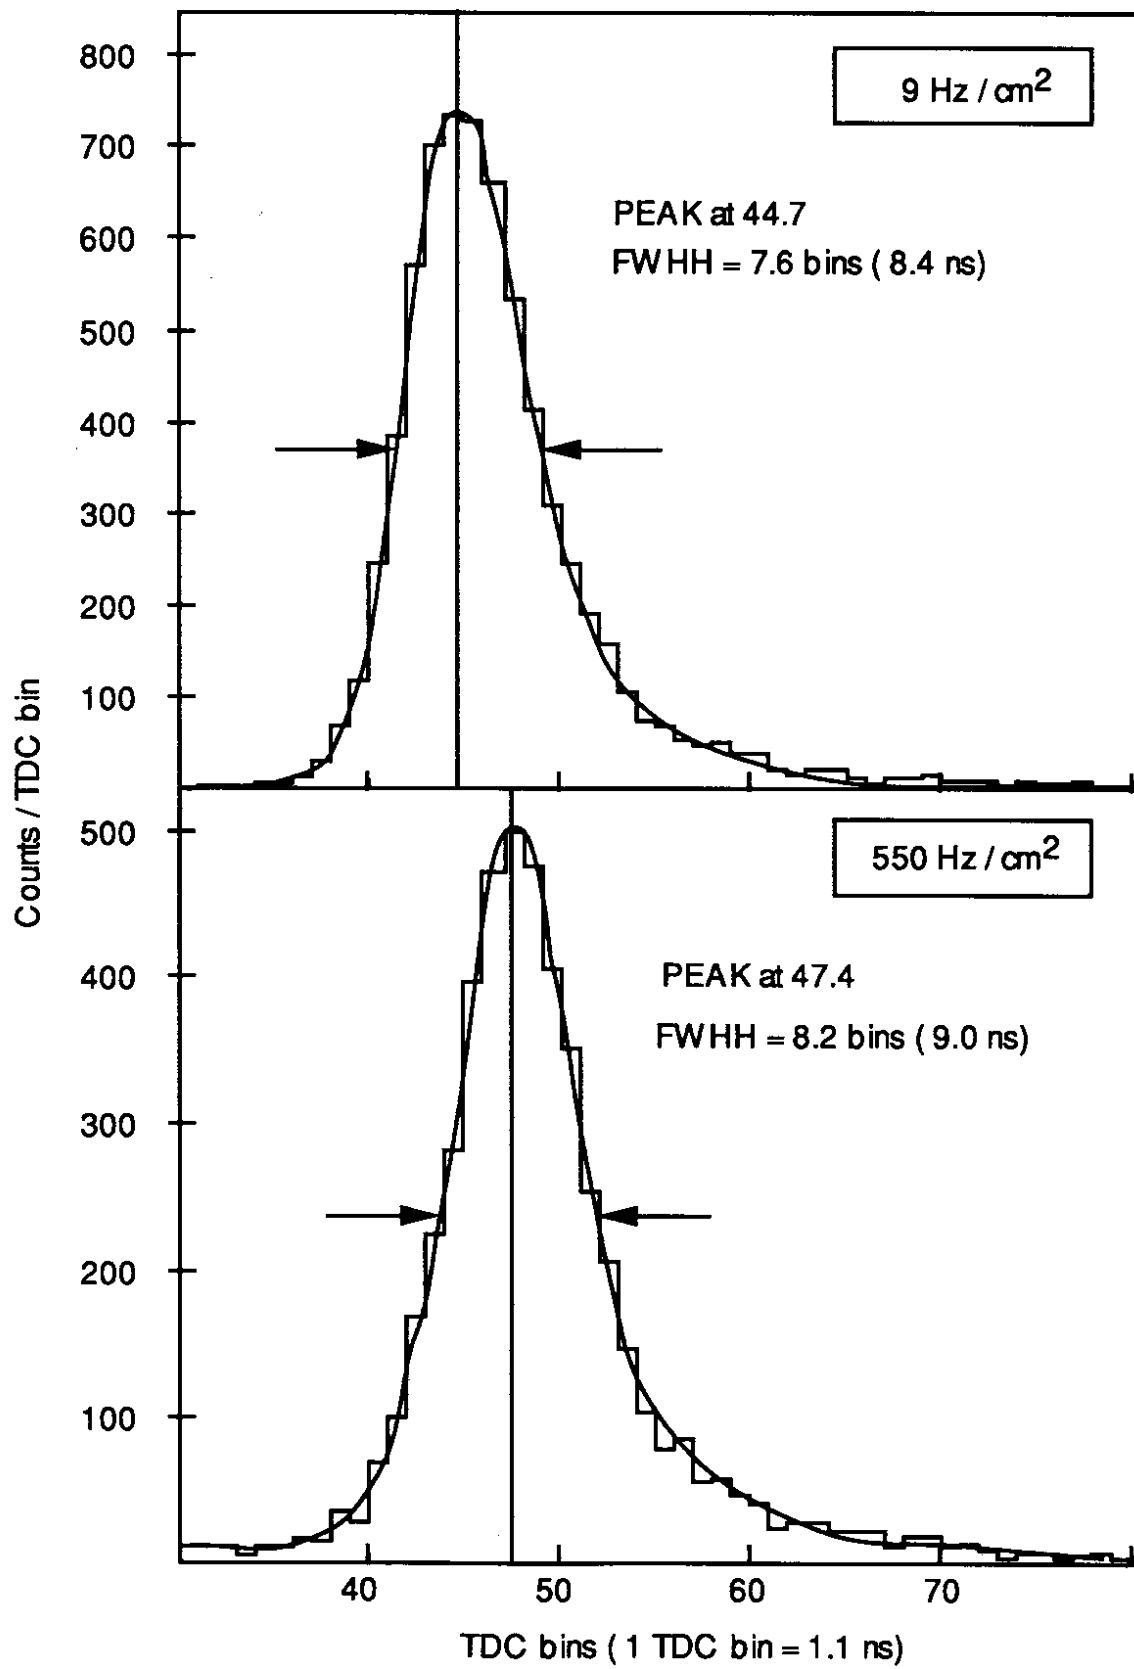 800
9 Hz / cm2
700
PEAK at 44.7
600
FWHH = 7.6 bins ( 8.4 ns)
500
400
300
200
100
Counts / TDC bin
500
550 Hz / cm2
400
PEAK at 47.4
FWHH = 8.2 bins ( 9.0 ns)
300
200
100
40 50 60 70
TDC bins ( 1 TDC bin = 1.1 ns)